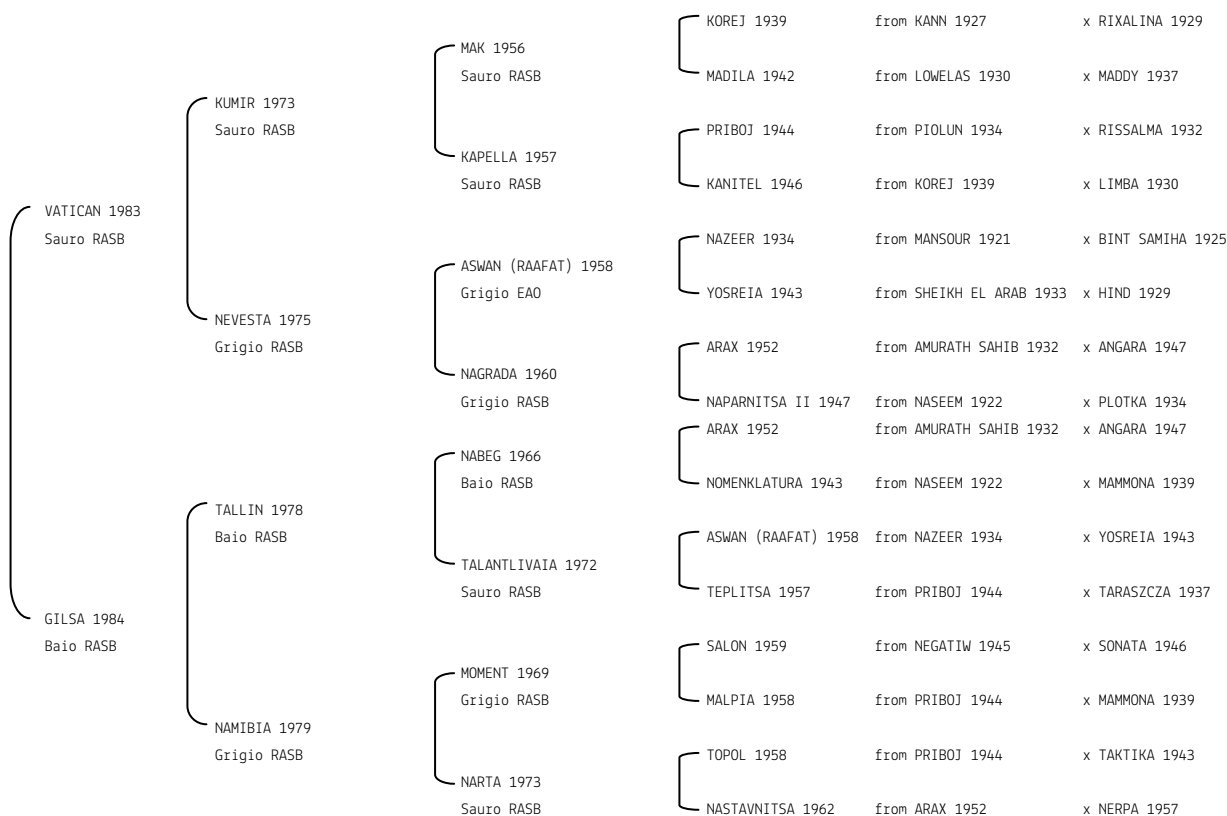 KOREJ 1939 from KANN 1927 x RIXALINA 1929
MAK 1956
Sauro RASB
MADILA 1942 from LOWELAS 1930 x MADDY 1937
KUMIR 1973
Sauro RASB
PRIBOJ 1944 from PIOLUN 1934 x RISSALMA 1932
KAPELLA 1957
Sauro RASB
KANITEL 1946 from KOREJ 1939 x LIMBA 1930
VATICAN 1983
Sauro RASB
NAZEER 1934 from MANSOUR 1921 x BINT SAMIHA 1925
ASWAN (RAAFAT) 1958
Grigio EAO
YOSREIA 1943 from SHEIKH EL ARAB 1933 x HIND 1929
NEVESTA 1975
Grigio RASB
ARAX 1952 from AMURATH SAHIB 1932 x ANGARA 1947
NAGRADA 1960
Grigio RASB
NAPARNITSA II 1947 from NASEEM 1922 x PLOTKA 1934
ARAX 1952 from AMURATH SAHIB 1932 x ANGARA 1947
NABEG 1966
Baio RASB
NOMENKLATURA 1943 from NASEEM 1922 x MAMMONA 1939
TALLIN 1978
Baio RASB
ASWAN (RAAFAT) 1958 from NAZEER 1934 x YOSREIA 1943
TALANTLIVAIA 1972
Sauro RASB
TEPLITSA 1957 from PRIBOJ 1944 x TARASZCZA 1937
GILSA 1984
Baio RASB
SALON 1959 from NEGATIW 1945 x SONATA 1946
MOMENT 1969
Grigio RASB
MALPIA 1958 from PRIBOJ 1944 x MAMMONA 1939
NAMIBIA 1979
Grigio RASB
TOPOL 1958 from PRIBOJ 1944 x TAKTIKA 1943
NARTA 1973
Sauro RASB
NASTAVNITSA 1962 from ARAX 1952 x NERPA 1957